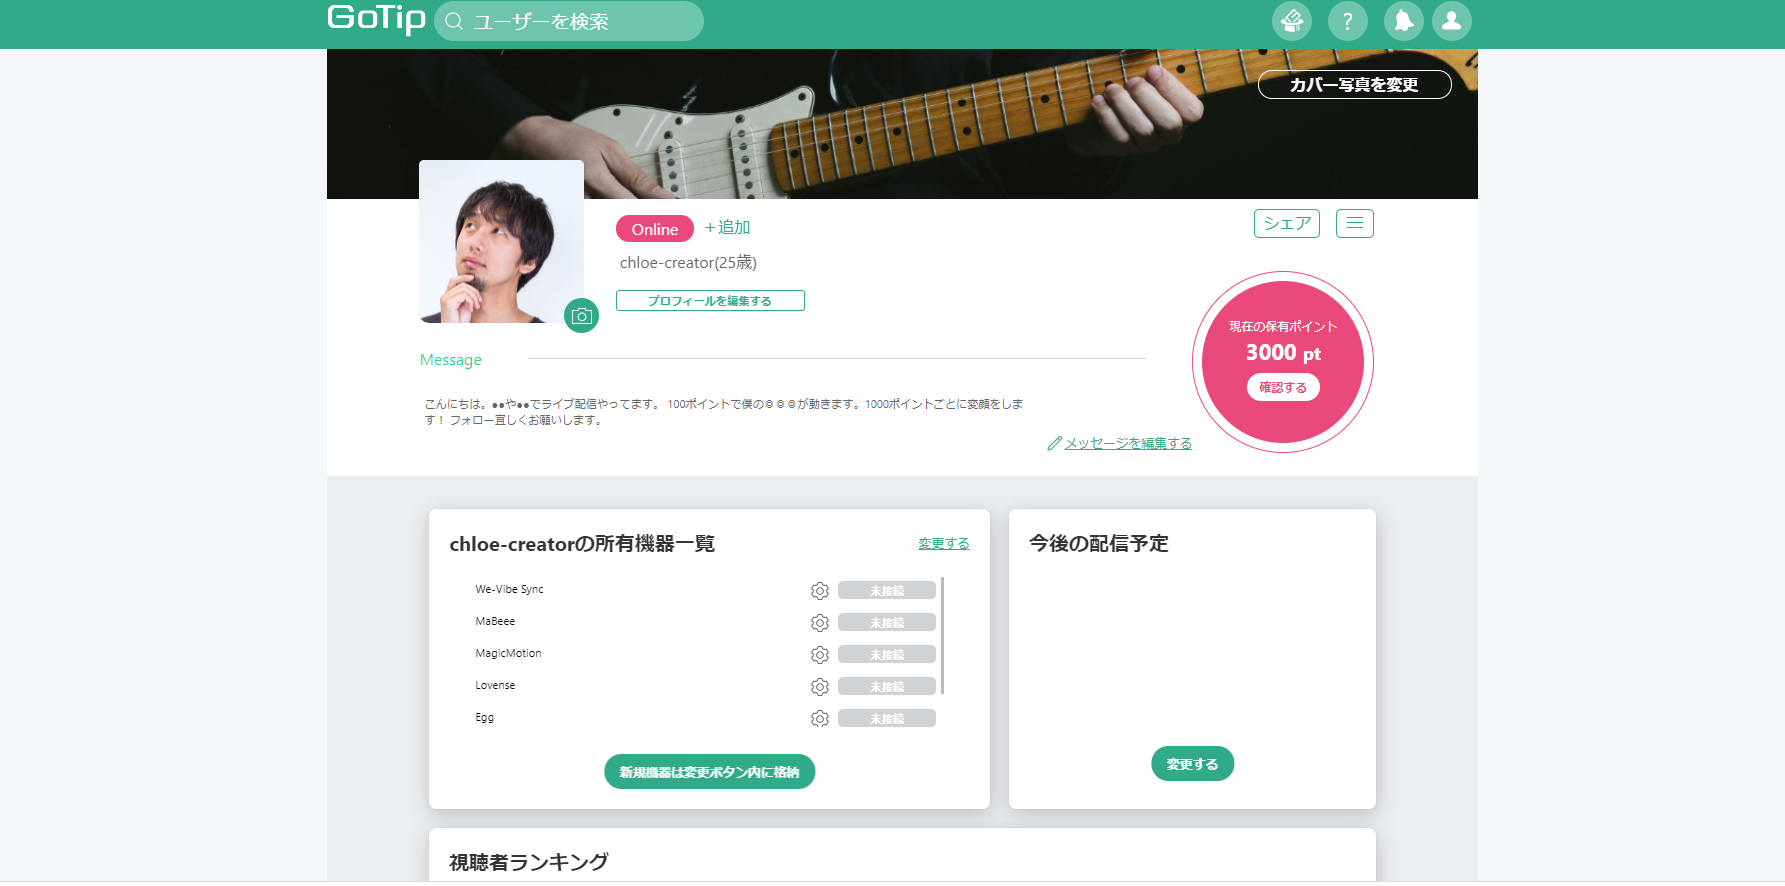 GoTip
ユーザーを検索
?
カバー写真を変更
Online
+追加
シェア
chloe-creator(25歳)
プロフィールを編集する
現在の保有ポイント
3000 pt
確認する
Message
こんにちは。●●や●●でライブ配信やってます。 100ポイントで僕の◎◎◎が動きます。1000ポイントごとに変顔をしま
す！ フォロー宜しくお願いします。
メッセージを編集する
chloe-creatorの所有機器一覧
変更する
We-Vibe Sync
未接続
MaBeee
未接続
MagicMotion
未接続
Lovense
未接続
Egg
未接続
新規機器は変更ボタン内に格納
今後の配信予定
変更する
視聴者ランキング